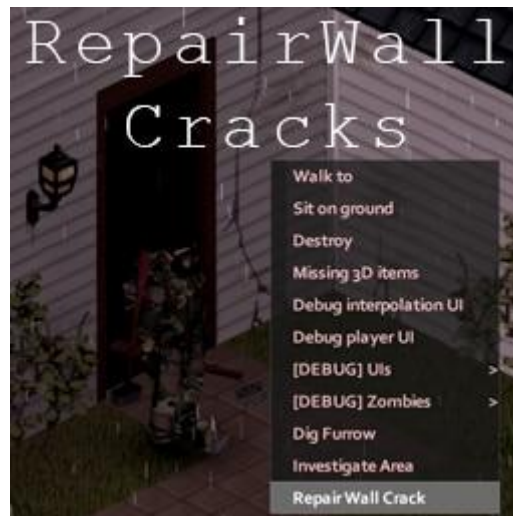 RepairWall
Cracks
Walk to
Sit on ground
Destroy
Missing 3D items
Debug interpolation UI
Debug player UI
[DEBUG] UIs >
[DEBUG] Zombies >
Dig Furrow
Investigate Area
Repair Wall Crack